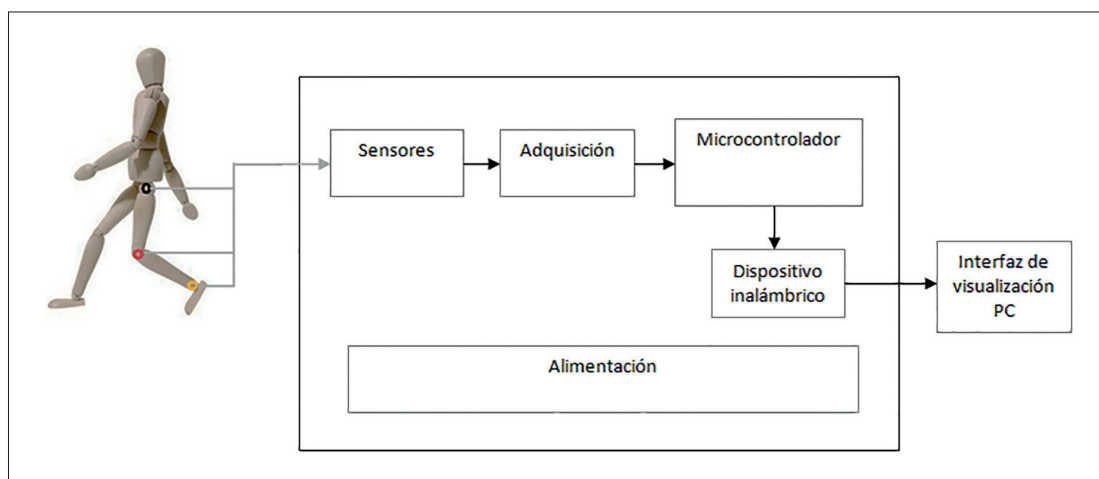 Sensores
Adquisición
Microcontrolador
Dispositivo
inalámbrico
Interfaz de
visualización
PC
Alimentación